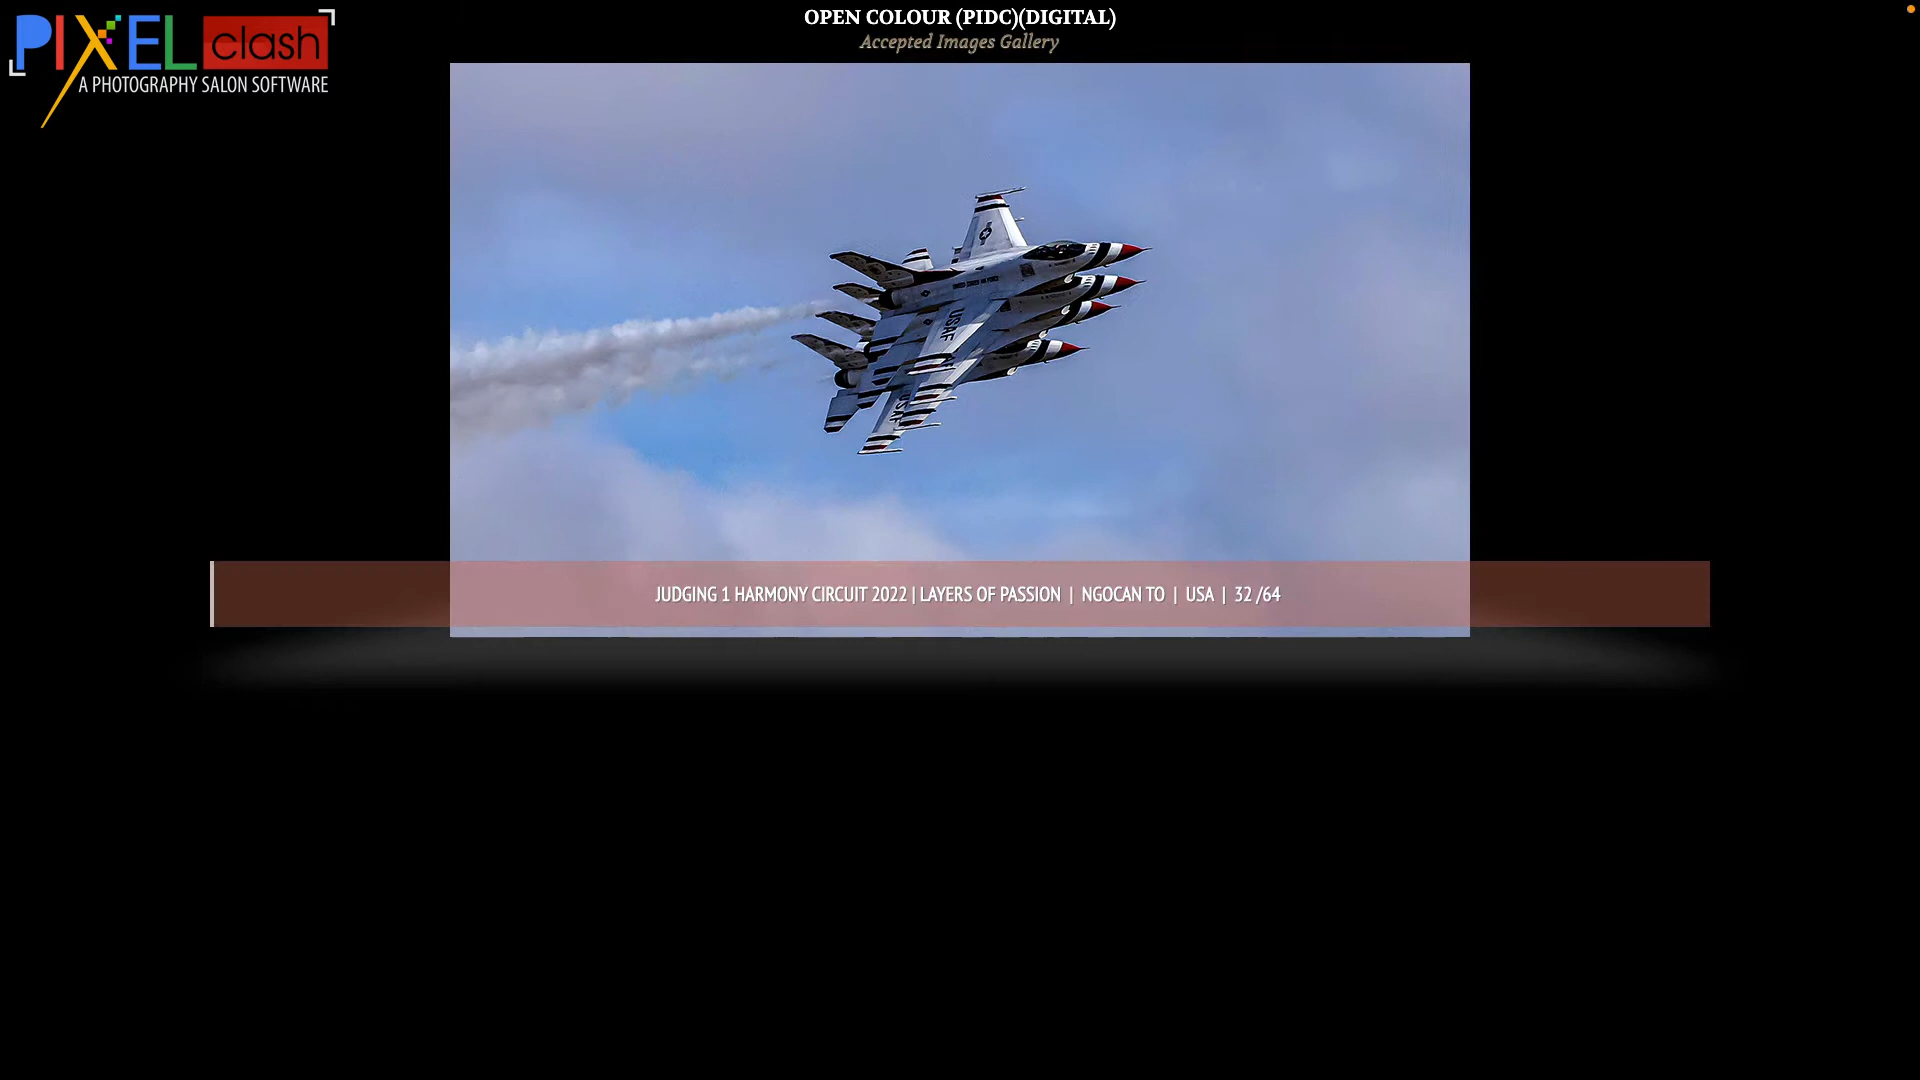 PIXEL clash
A PHOTOGRAPHY SALON SOFTWARE
OPEN COLOUR (PIDC)(DIGITAL)
Accepted Images Gallery
USAF
JUDGING 1 HARMONY CIRCUIT 2022 | LAYERS OF PASSION | NGOCAN TO | USA | 32 /64